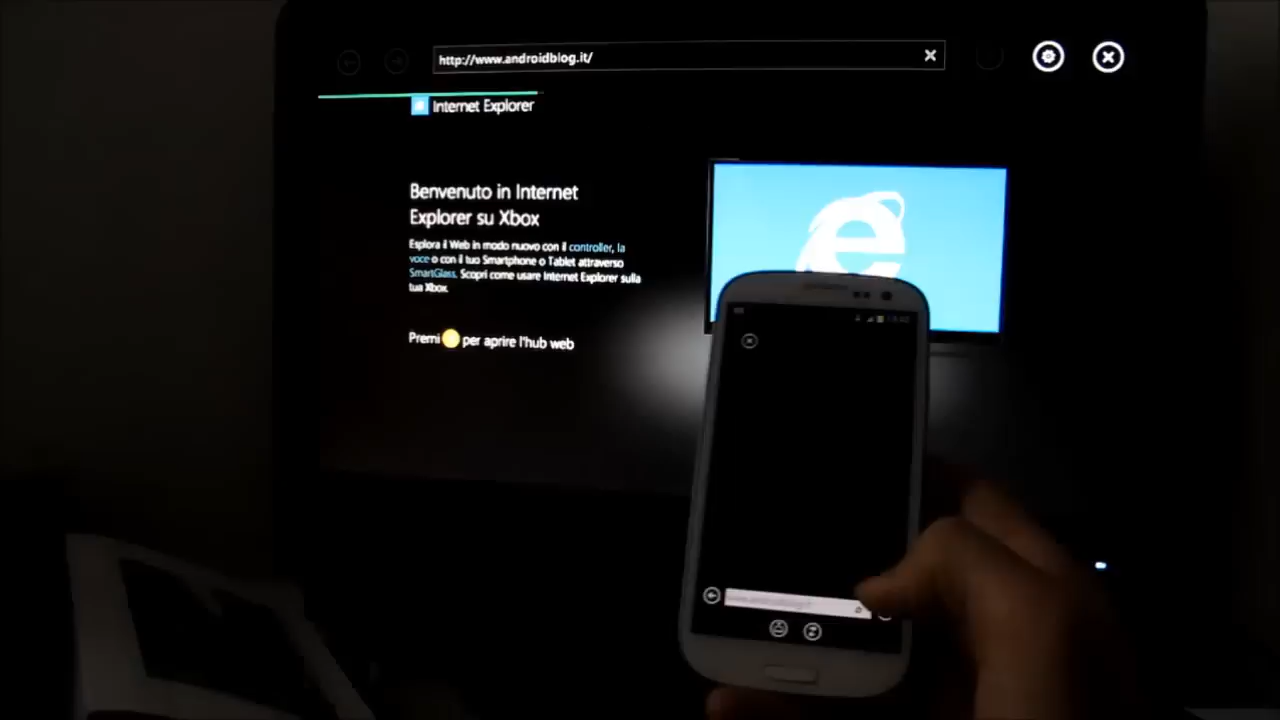 http://www.androidblog.it/
Internet Explorer
Benvenuto in Internet
Explorer su Xbox
Esplora il Web in modo nuovo con il controller, la
voce o con il tuo Smartphone o Tablet attraverso
SmartGlass. Scopri come usare Internet Explorer sulla
tua Xbox.
Premi per aprire l'hub web